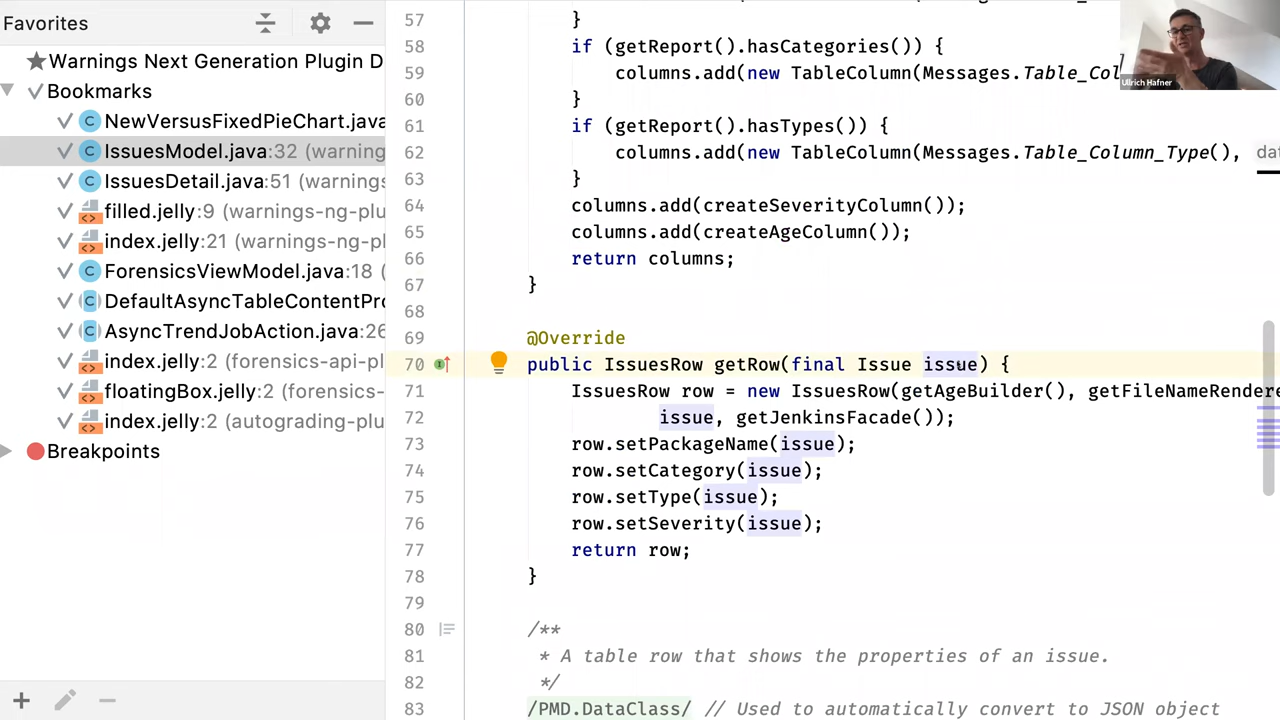 Favorites
Warnings Next Generation Plugin D
Bookmarks
NewVersusFixedPieChart.java
IssuesModel.java:32 (warning
IssuesDetail.java:51 (warnings-
filled.jelly:9 (warnings-ng-plu
index.jelly:21 (warnings-ng-pl
ForensicsViewModel.java:18 (
DefaultAsyncTableContentPro
AsyncTrendJobAction.java:26
index.jelly:2 (forensics-api-pl
floatingBox.jelly:2 (forensics-
index.jelly:2 (autograding-plu
Breakpoints
57 }
58 if (getReport().hasCategories()) {
59 columns.add(new TableColumn(Messages.Table_Col
60 }
61 if (getReport().hasTypes()) {
62 columns.add(new TableColumn(Messages.Table_Column_Type(), dat
63 }
64 columns.add(createSeverityColumn());
65 columns.add(createAgeColumn());
66 return columns;
67 }
68
69 @Override
70 public IssuesRow getRow(final Issue issue) {
71 IssuesRow row = new IssuesRow(getAgeBuilder(), getFileNameRendere
72 issue, getJenkinsFacade());
73 row.setPackageName(issue);
74 row.setCategory(issue);
75 row.setType(issue);
76 row.setSeverity(issue);
77 return row;
78 }
79
80 /**
81 * A table row that shows the properties of an issue.
82 */
83 /PMD.DataClass/ // Used to automatically convert to JSON object
Ullrich Hafner